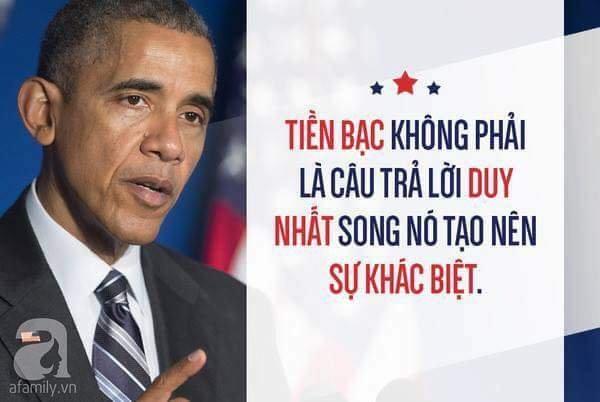 TIỀN BẠC KHÔNG PHẢI
LÀ CÂU TRẢ LỜI DUY
NHẤT SONG NÓ TẠO NÊN
SỰ KHÁC BIỆT.
a
afamily.vn